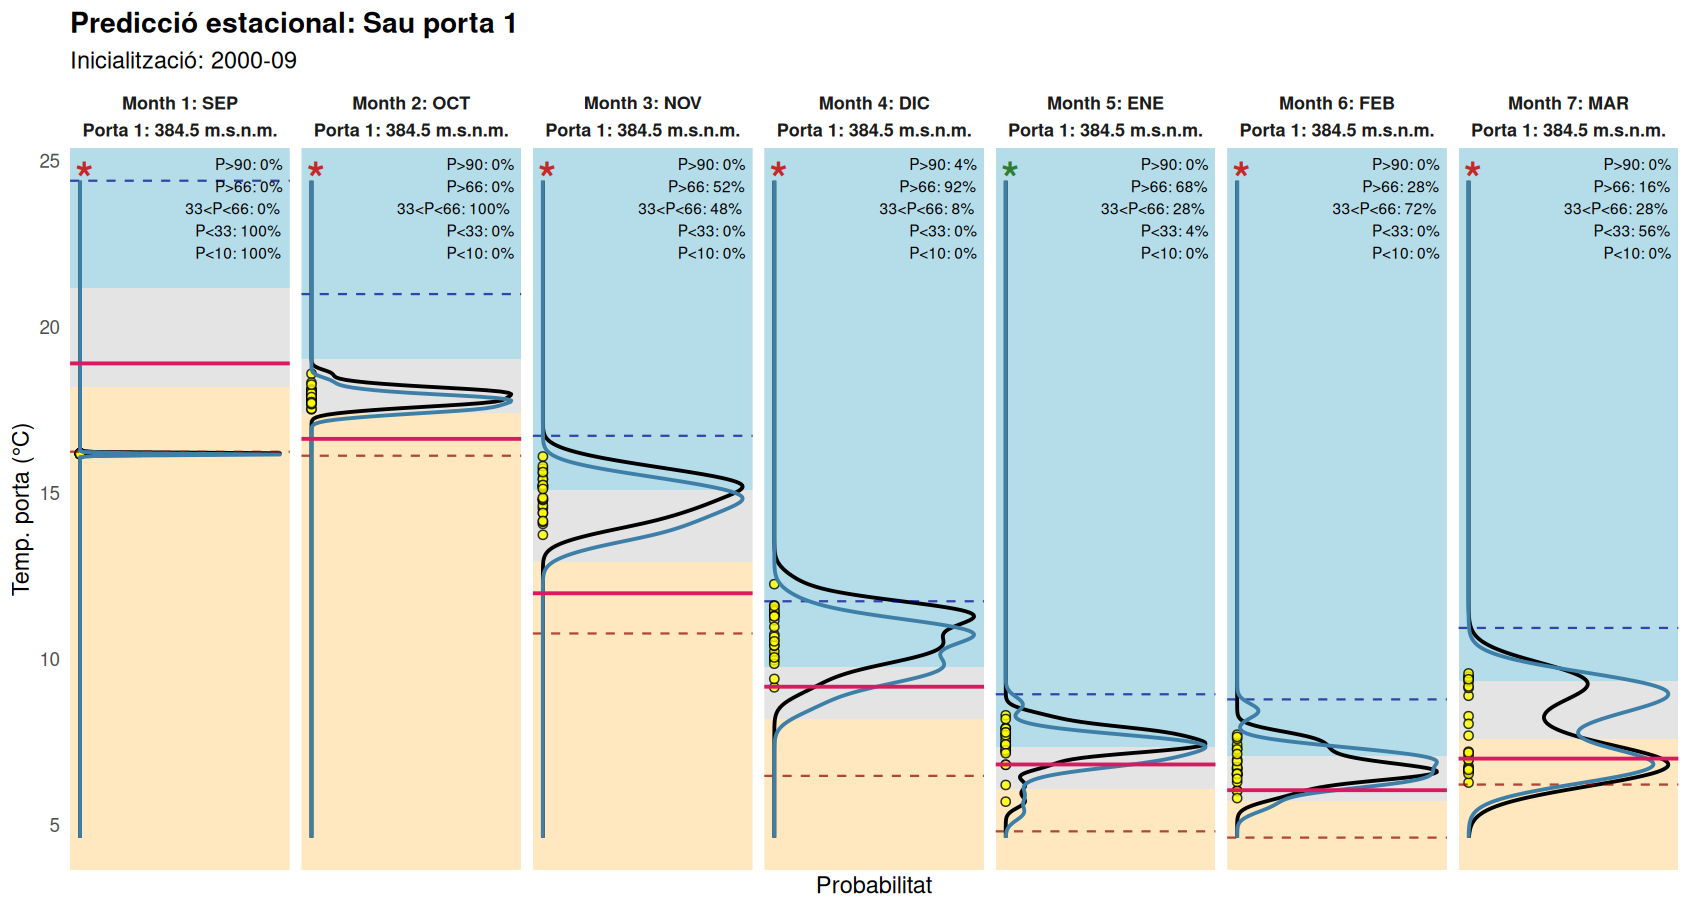 Predicció estacional: Sau porta 1
Inicialització: 2000-09
Month 1: SEP
Porta 1: 384.5 m.s.n.m.
Month 2: OCT
Porta 1: 384.5 m.s.n.m.
Month 3: NOV
Porta 1: 384.5 m.s.n.m.
Month 4: DIC
Porta 1: 384.5 m.s.n.m.
Month 5: ENE
Porta 1: 384.5 m.s.n.m.
Month 6: FEB
Porta 1: 384.5 m.s.n.m.
Month 7: MAR
Porta 1: 384.5 m.s.n.m.
*
P>90: 0%
P>66: 0%
33<P<66: 0%
P<33: 100%
P<10: 100%
*
P>90: 0%
P>66: 0%
33<P<66: 100%
P<33: 0%
P<10: 0%
*
P>90: 0%
P>66: 52%
33<P<66: 48%
P<33: 0%
P<10: 0%
*
P>90: 4%
P>66: 92%
33<P<66: 8%
P<33: 0%
P<10: 0%
*
P>90: 0%
P>66: 68%
33<P<66: 28%
P<33: 4%
P<10: 0%
*
P>90: 0%
P>66: 28%
33<P<66: 72%
P<33: 0%
P<10: 0%
*
P>90: 0%
P>66: 16%
33<P<66: 28%
P<33: 56%
P<10: 0%
25
20
15
10
5
Temp. porta (°C)
Probabilitat